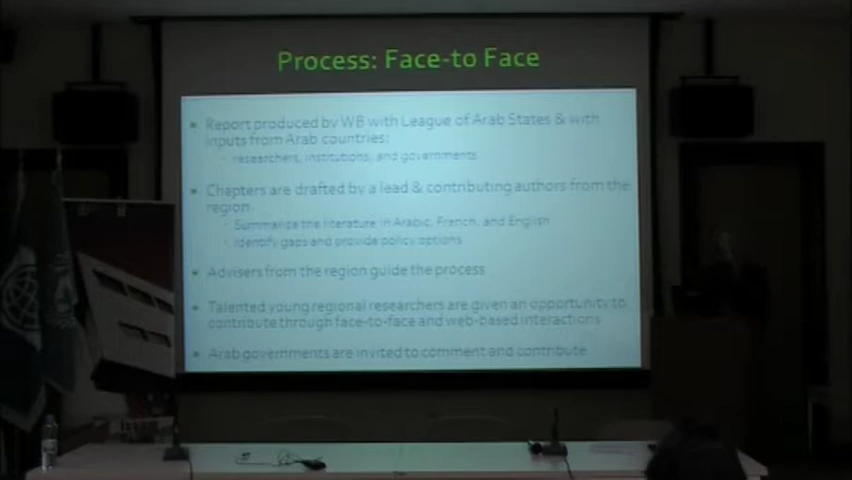 Process: Face-to Face
Report produced by WB with League of Arab States & with
inputs from Arab countries:
researchers, institutions, and governments
Chapters are drafted by a lead & contributing authors from the
region
Summarize the literature in Arabic, French, and English
Identify gaps and provide policy options
Advisers from the region guide the process
Talented young regional researchers are given an opportunity to
contribute through face-to-face and web-based interactions
Arab governments are invited to comment and contribute